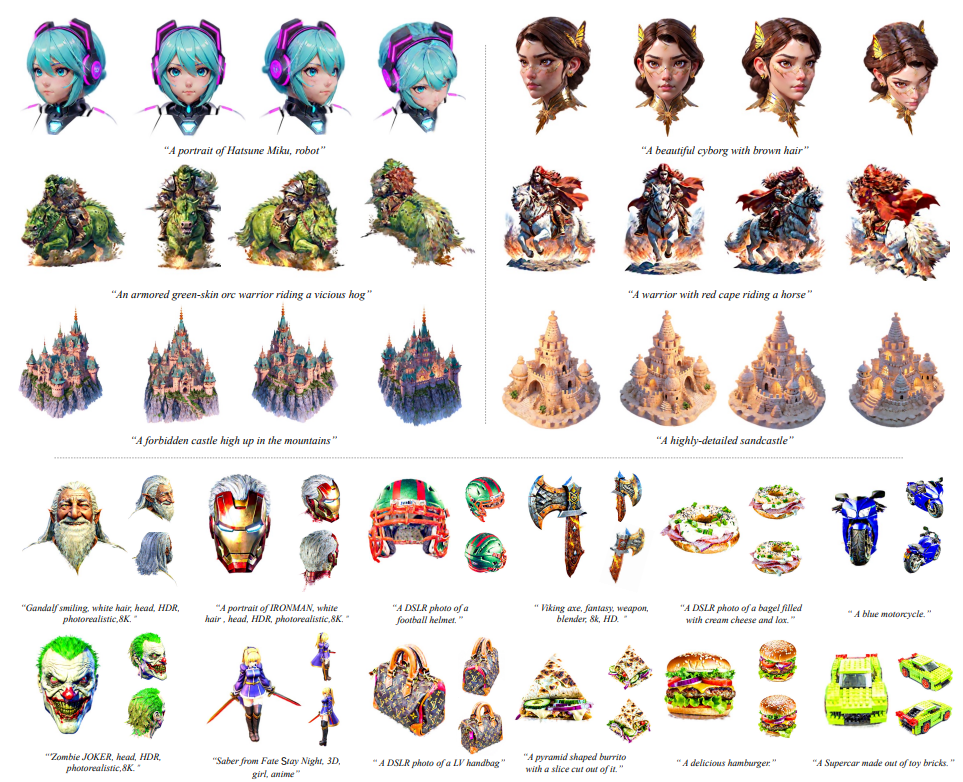 “A portrait of Hatsune Miku, robot”
“A beautiful cyborg with brown hair”
“An armored green-skin orc warrior riding a vicious hog”
“A warrior with red cape riding a horse”
“A forbidden castle high up in the mountains”
“A highly-detailed sandcastle”
“Gandalf smiling, white hair, head, HDR,
photorealistic,8K.”
“A portrait of IRONMAN, white
hair , head, HDR, photorealistic,8K.”
“A DSLR photo of a
football helmet.”
“ Viking axe, fantasy, weapon,
blender, 8k, HD. ”
“A DSLR photo of a bagel filled
with cream cheese and lox.”
“ A blue motorcycle.”
“"Zombie JOKER, head, HDR,
photorealistic,8K. ”
“Saber from Fate Stay Night, 3D,
girl, anime”
“ A DSLR photo of a LV handbag”
“A pyramid shaped burrito
with a slice cut out of it.”
“ A delicious hamburger.”
“A Supercar made out of toy bricks.”